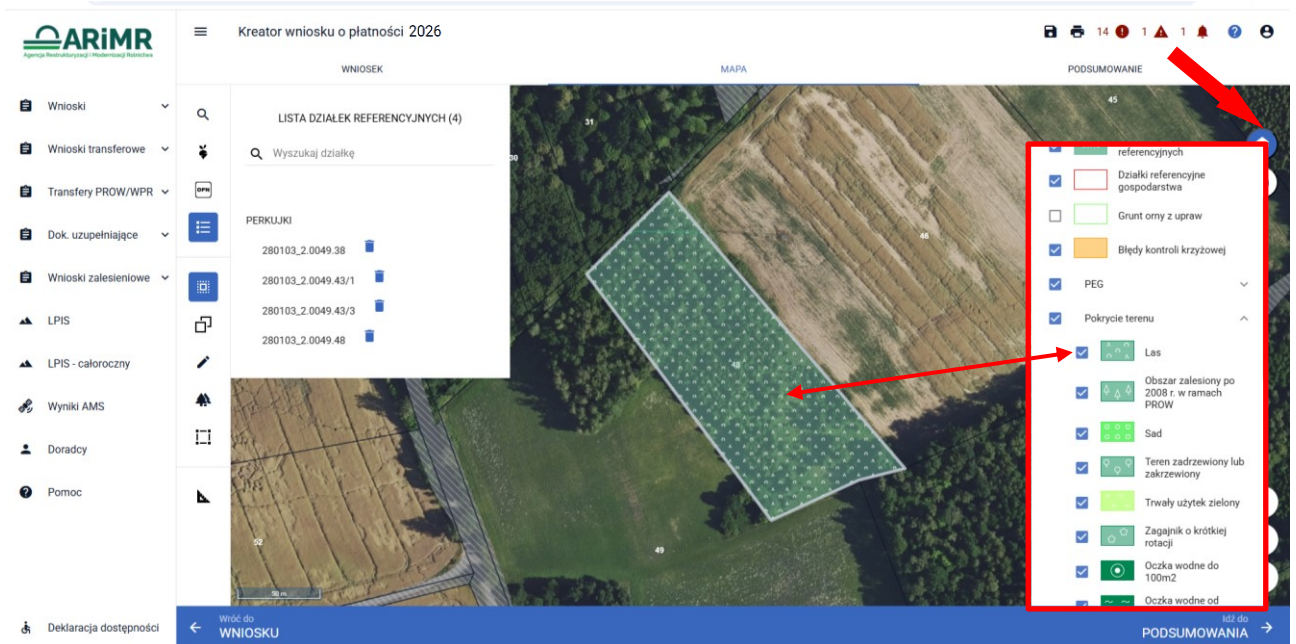 ARiMR
Agencja Restrukturyzacji i Modernizacji Rolnictwa
Kreator wniosku o płatności 2026
14 1 1
WNIOSEK
MAPA
PODSUMOWANIE
Wnioski
Wnioski transferowe
Transfery PROW/WPR
Dok. uzupełniające
Wnioski zalesieniowe
LPIS
LPIS - całoroczny
Wyniki AMS
Doradcy
Pomoc
Deklaracja dostępności
LISTA DZIAŁEK REFERENCYJNYCH (4)
Wyszukaj działkę
DPN
PERKUJKI
280103_2.0049.38
280103_2.0049.43/1
280103_2.0049.43/3
280103_2.0049.48
31
30
45
46
48
49
52
50 m
referencyjnych
Działki referencyjne
gospodarstwa
Grunt orny z upraw
Błędy kontroli krzyżowej
PEG
Pokrycie terenu
Las
Obszar zalesiony po
2008 r. w ramach
PROW
Sad
Teren zadrzewiony lub
zakrzewiony
Trwały użytek zielony
Zagajnik o krótkiej
rotacji
Oczka wodne do
100m2
Oczka wodne od
Wróć do
WNIOSKU
Idź do
PODSUMOWANIA